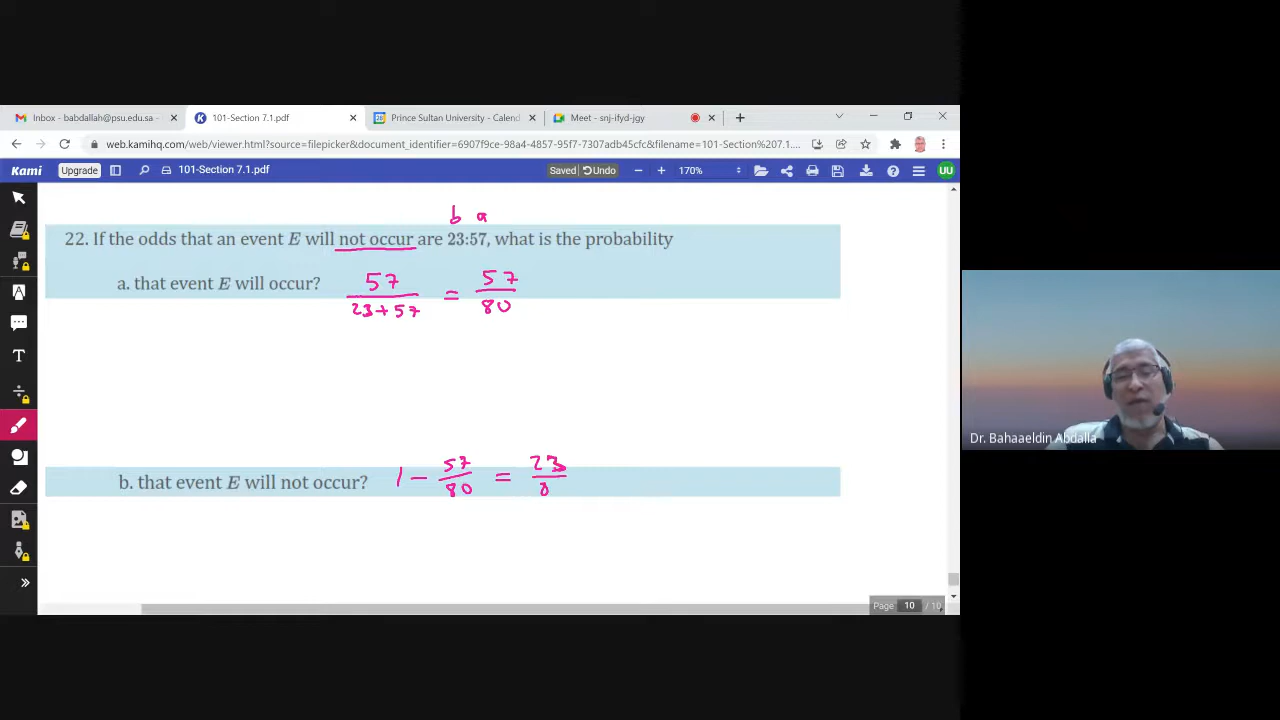 Inbox - babdallah@psu.edu.sa -
101-Section 7.1.pdf
Prince Sultan University - Calend
Meet - snj-ifyd-jgy
web.kamihq.com/web/viewer.html?source=filepicker&document_identifier=6907f9ce-98a4-4857-95f7-7307adb45cfc&filename=101-Section%207.1....
Kami Upgrade 101-Section 7.1.pdf Saved Undo 170% UU
b a
22. If the odds that an event E will not occur are 23:57, what is the probability
a. that event E will occur? 57/(23+57) = 57/80
b. that event E will not occur? 1 - 57/80 = 23/8
Dr. Bahaaeldin Abdalla
Page 10 / 10